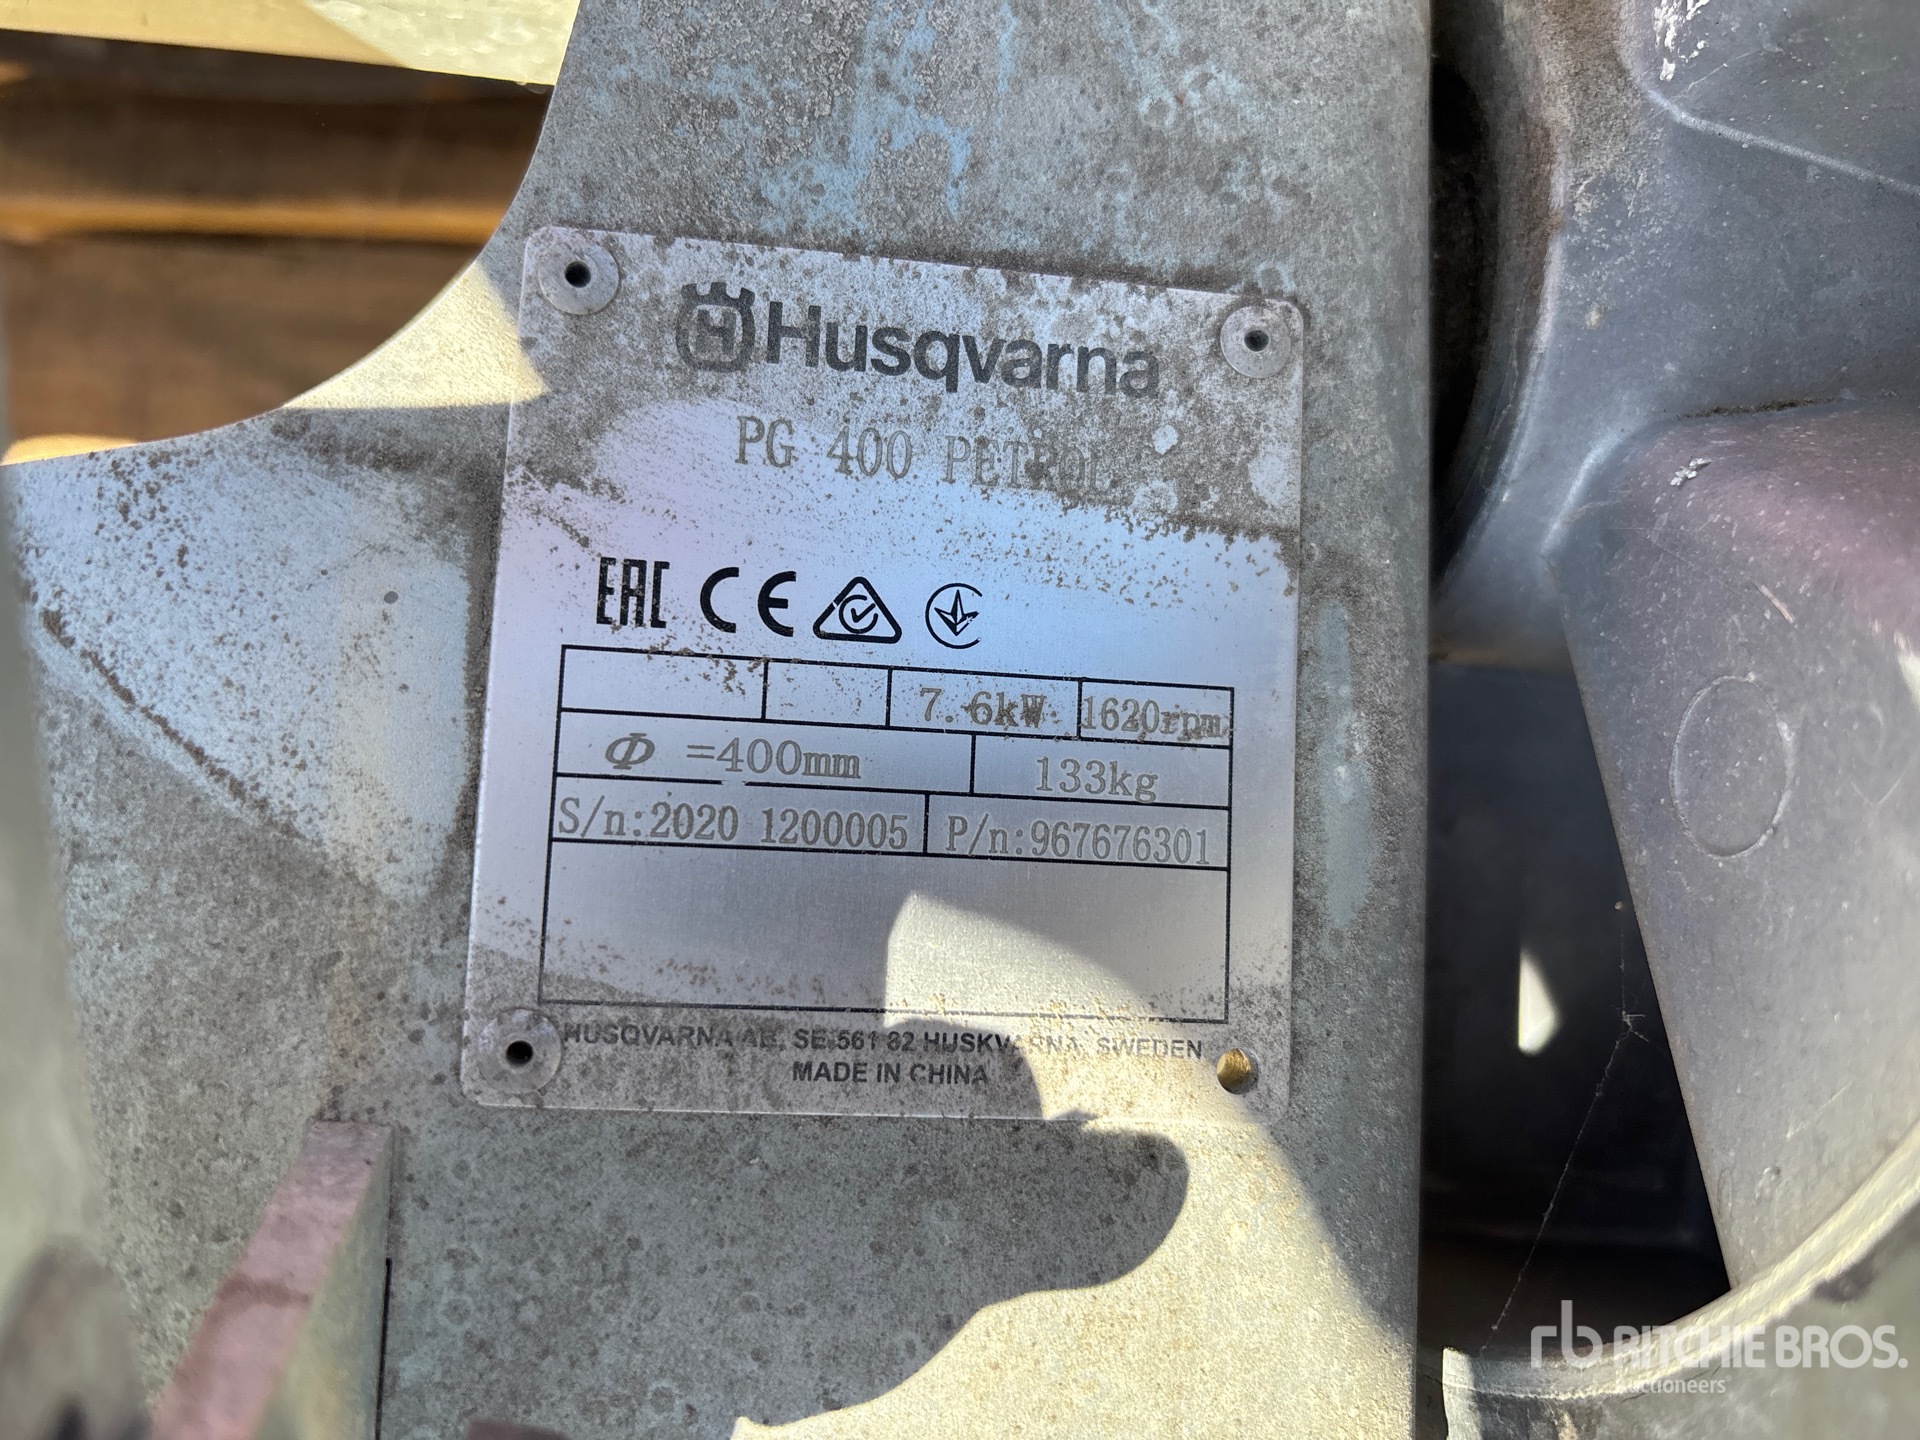 Husqvarna
PG 400 PETROL
EAC CE
7.6kW 1620rpm
Φ =400mm 133kg
S/n:2020 1200005 P/n:967676301
HUSQVARNA AB, SE-561 82 HUSKVARNA, SWEDEN
MADE IN CHINA
rb RITCHIE BROS.
Auctioneers